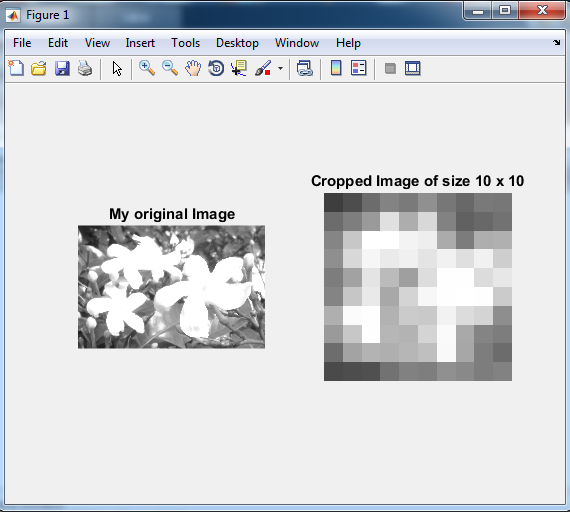 Figure 1
File Edit View Insert Tools Desktop Window Help
Cropped Image of size 10 x 10
My original Image